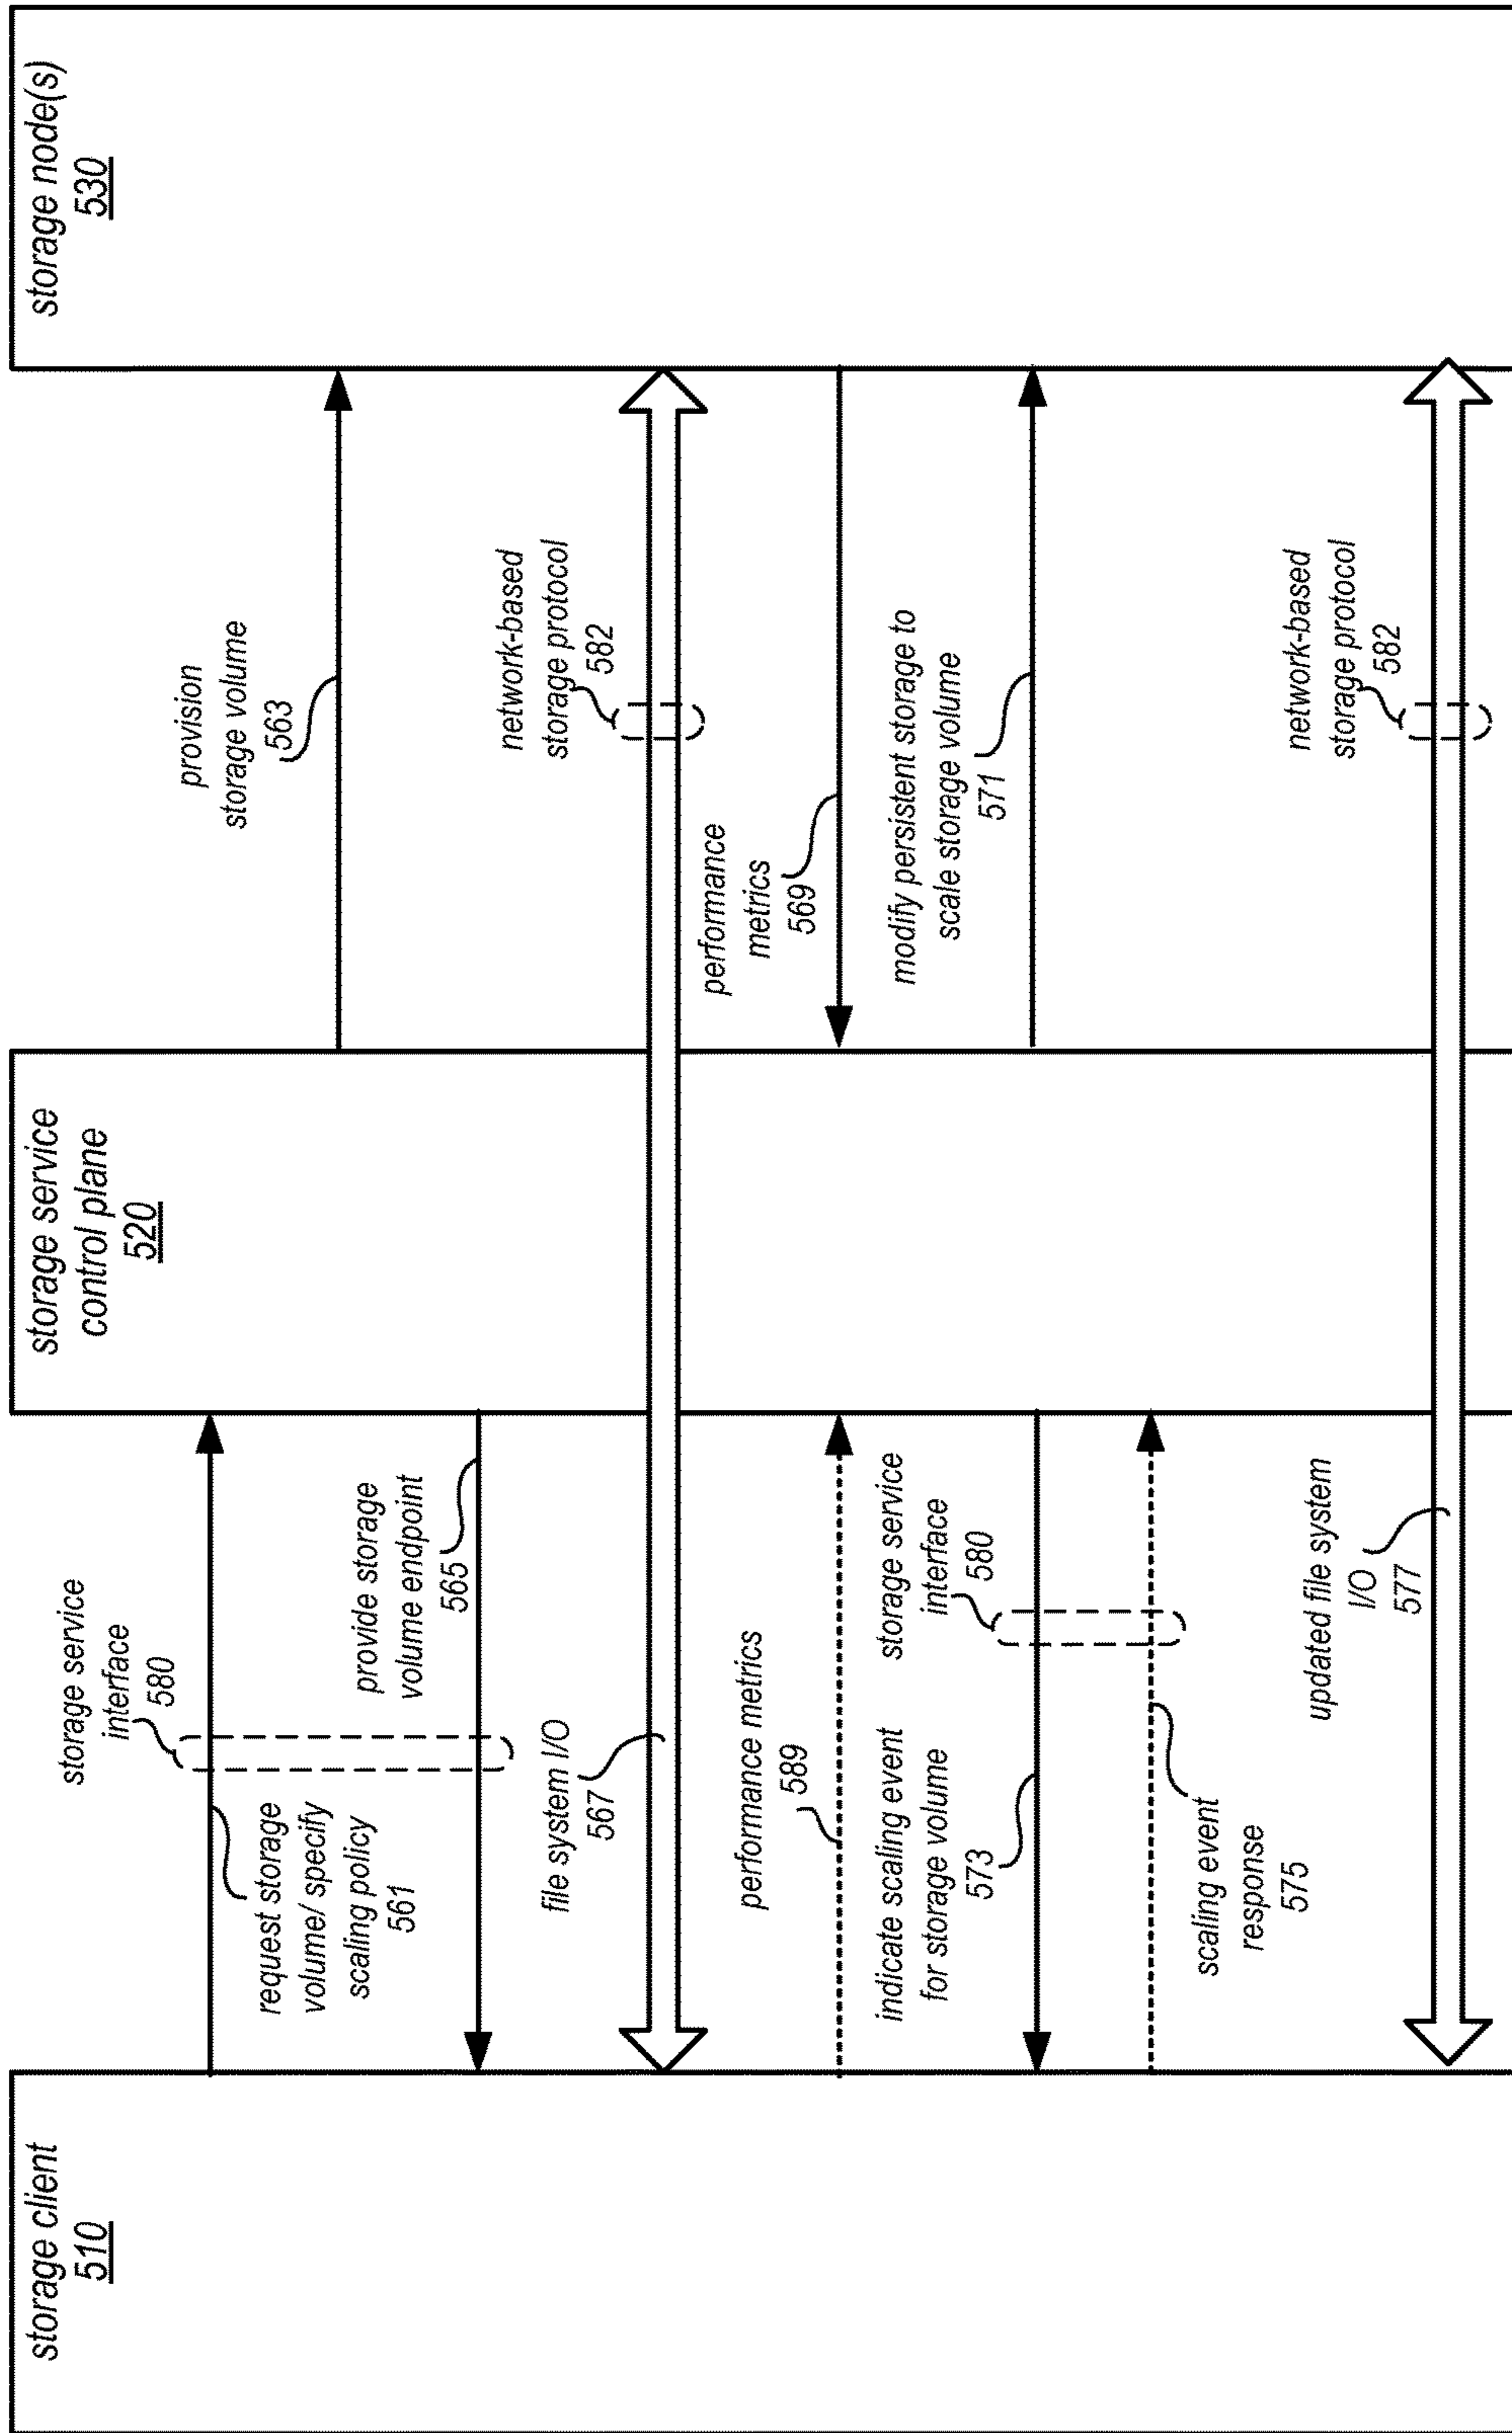 storage client
510
storage service
control plane
520
storage node(s)
530
storage service
interface
580
request storage
volume/ specify
scaling policy
561
provision
storage volume
563
provide storage
volume endpoint
565
file system I/O
567
network-based
storage protocol
582
performance metrics
589
performance
metrics
569
storage service
interface
580
indicate scaling event
for storage volume
573
modify persistent storage to
scale storage volume
571
scaling event
response
575
updated file system
I/O
577
network-based
storage protocol
582